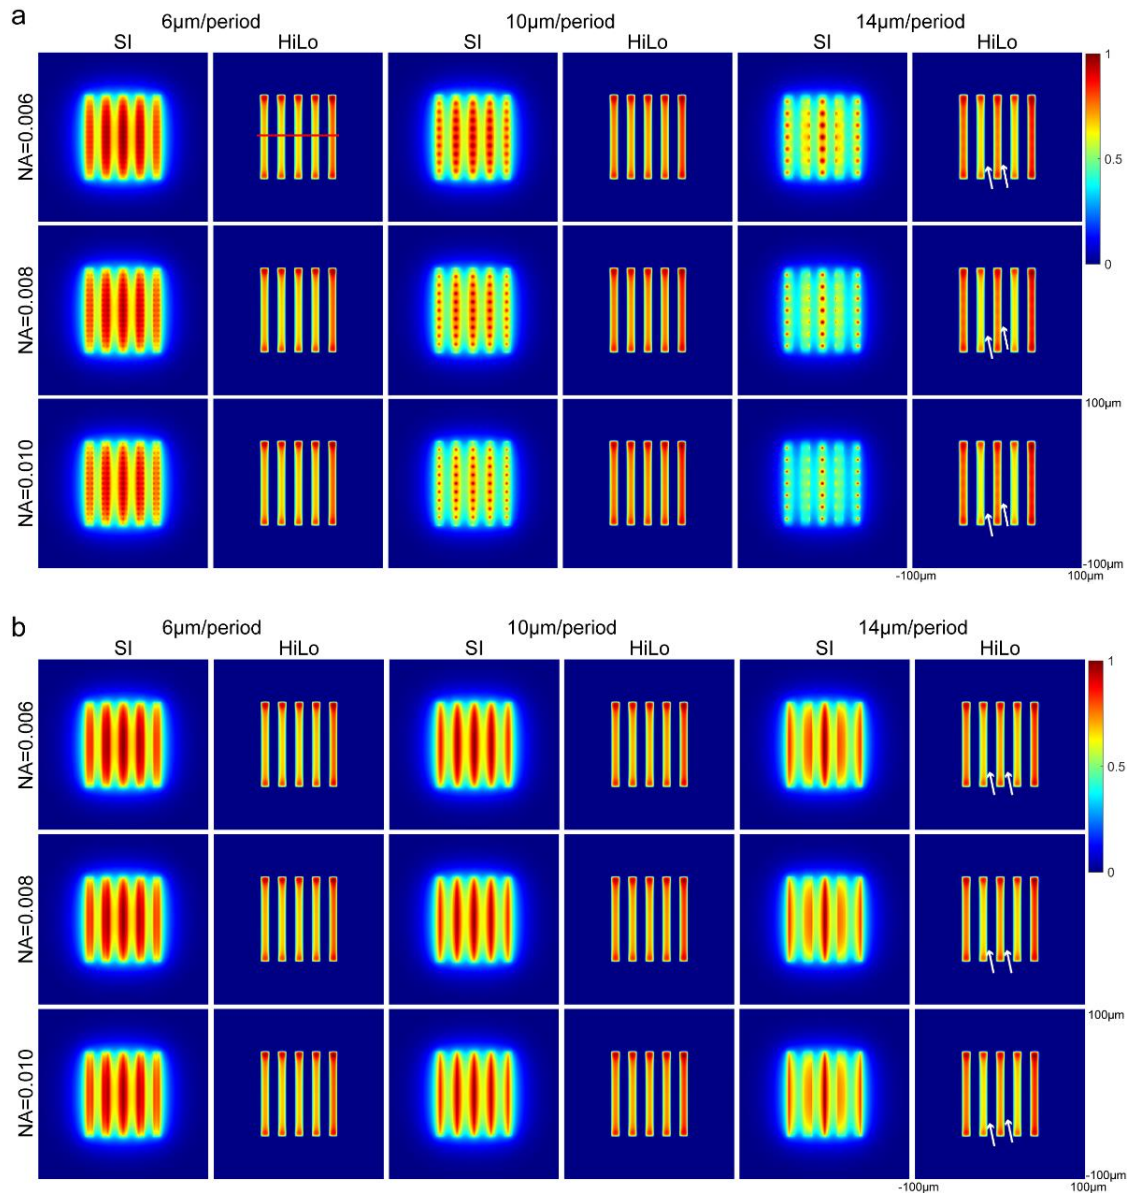 a
6µm/period 10µm/period 14µm/period
SI HiLo SI HiLo SI HiLo
NA=0.006
1
0.5
0
NA=0.008
NA=0.010
100µm
-100µm
-100µm 100µm
b
6µm/period 10µm/period 14µm/period
SI HiLo SI HiLo SI HiLo
NA=0.006
1
0.5
0
NA=0.008
NA=0.010
100µm
-100µm
-100µm 100µm